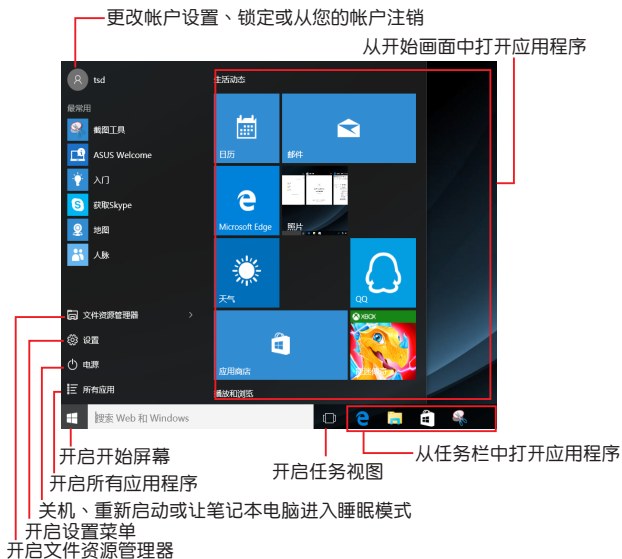 更改帐户设置、锁定或从您的帐户注销
从开始画面中打开应用程序
tsd
生活动态
最常用
截图工具
ASUS Welcome
入门
获取Skype
地图
人脉
日历
邮件
Microsoft Edge
照片
天气
QQ
应用商店
XBOX
播放和浏览
文件资源管理器
设置
电源
所有应用
搜索 Web 和 Windows
开启开始屏幕
开启任务视图
从任务栏中打开应用程序
开启所有应用程序
关机、重新启动或让笔记本电脑进入睡眠模式
开启设置菜单
开启文件资源管理器